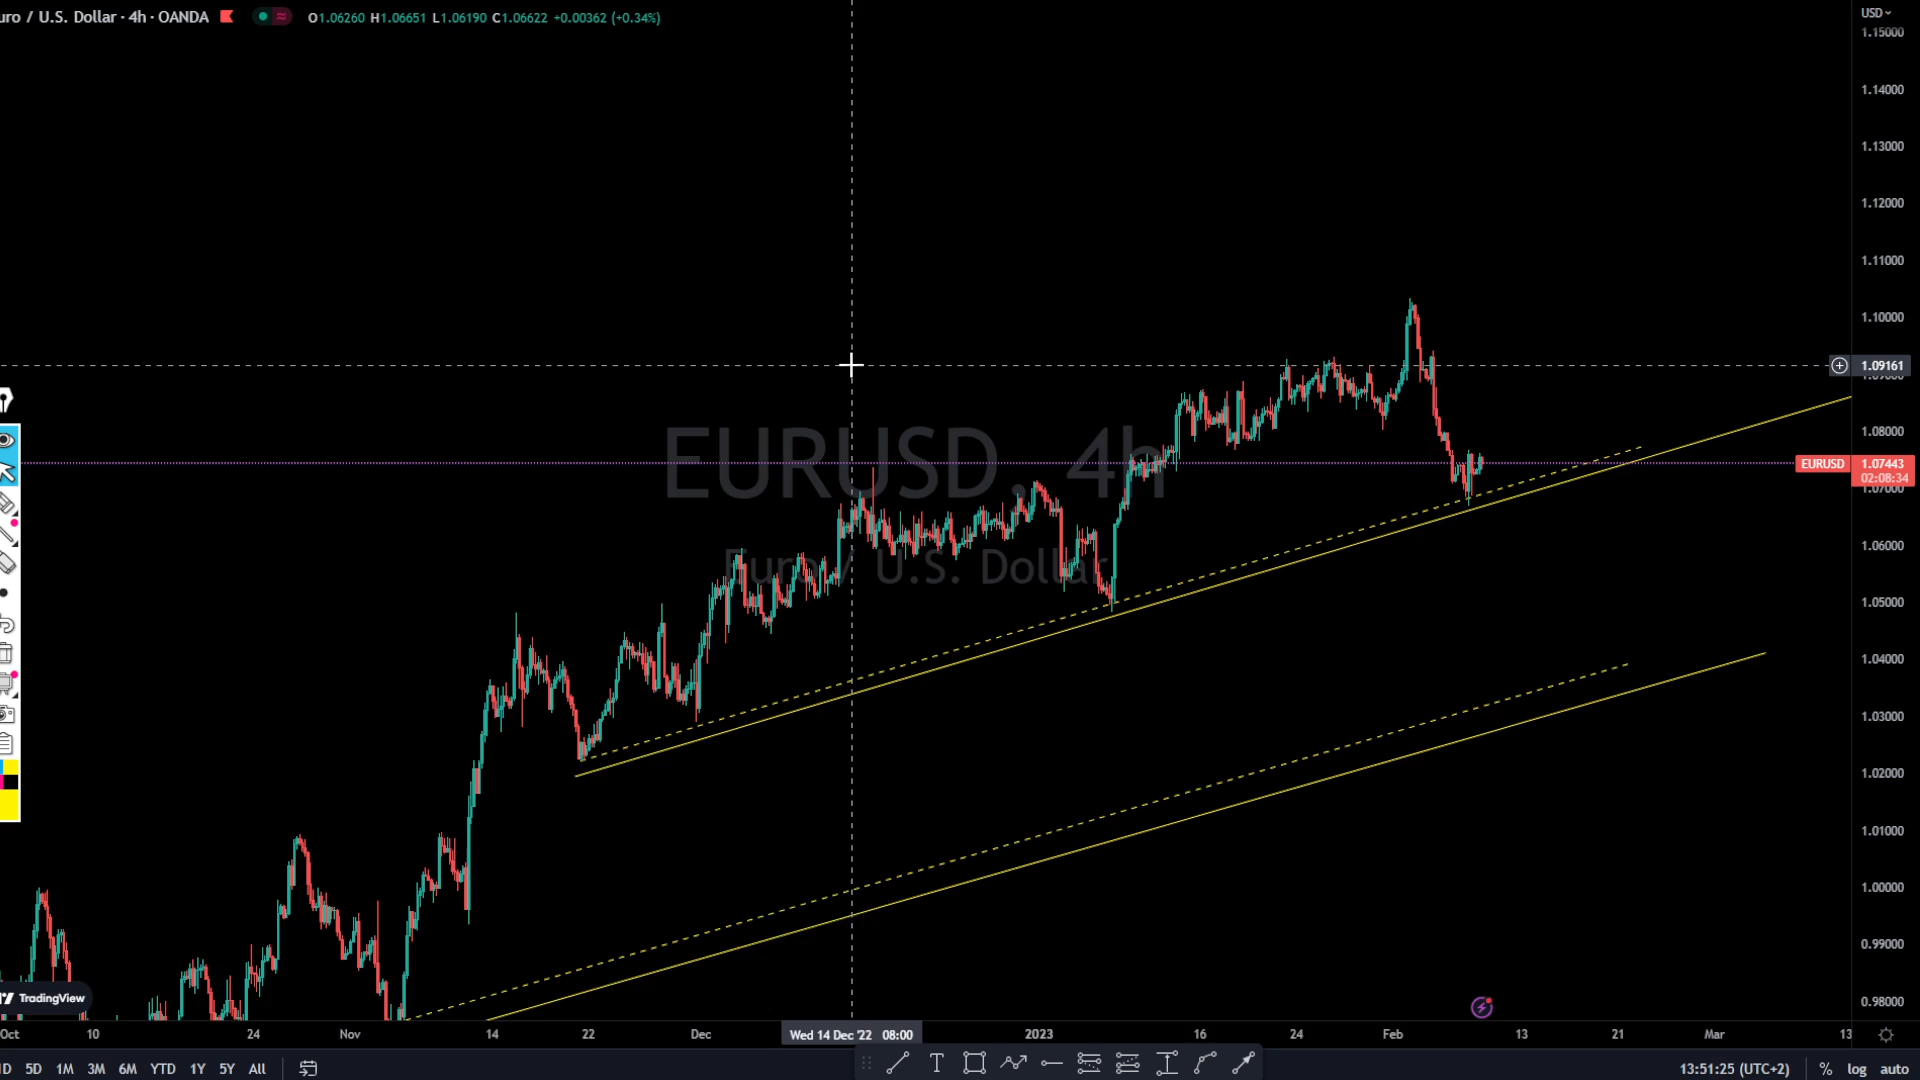 uro / U.S. Dollar · 4h · OANDA O1.06260 H1.06651 L1.06190 C1.06622 +0.00362 (+0.34%)
USD
1.15000
1.14000
1.13000
1.12000
1.11000
1.10000
1.09161
1.08000
EURUSD 1.07443
02:08:34
1.07000
1.06000
1.05000
1.04000
1.03000
1.02000
1.01000
1.00000
0.99000
0.98000
EURUSD, 4h
Euro / U.S. Dollar
TradingView
Oct 10 24 Nov 14 22 Dec Wed 14 Dec '22 08:00 2023 16 24 Feb 13 21 Mar 13
1D 5D 1M 3M 6M YTD 1Y 5Y All T 13:51:25 (UTC+2) % log auto